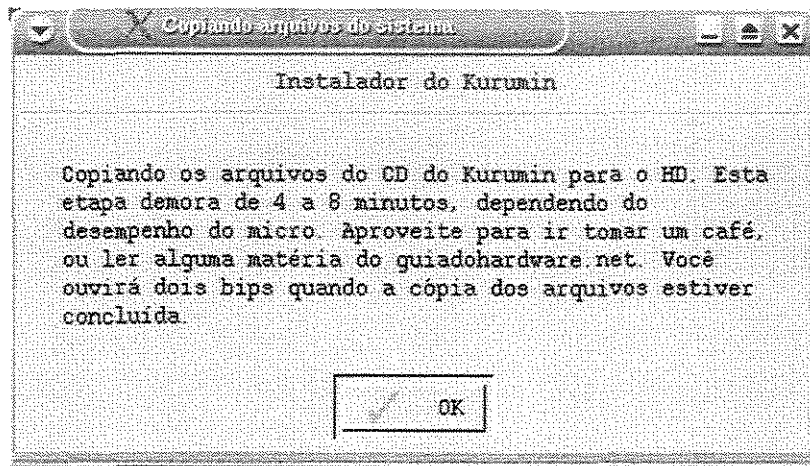 Copiando arquivos do sistema
Instalador do Kurumin
Copiando os arquivos do CD do Kurumin para o HD. Esta
etapa demora de 4 a 8 minutos, dependendo do
desempenho do micro. Aproveite para ir tomar um café,
ou ler alguma matéria do guiadohardware.net. Você
ouvirá dois bips quando a cópia dos arquivos estiver
concluída.
OK